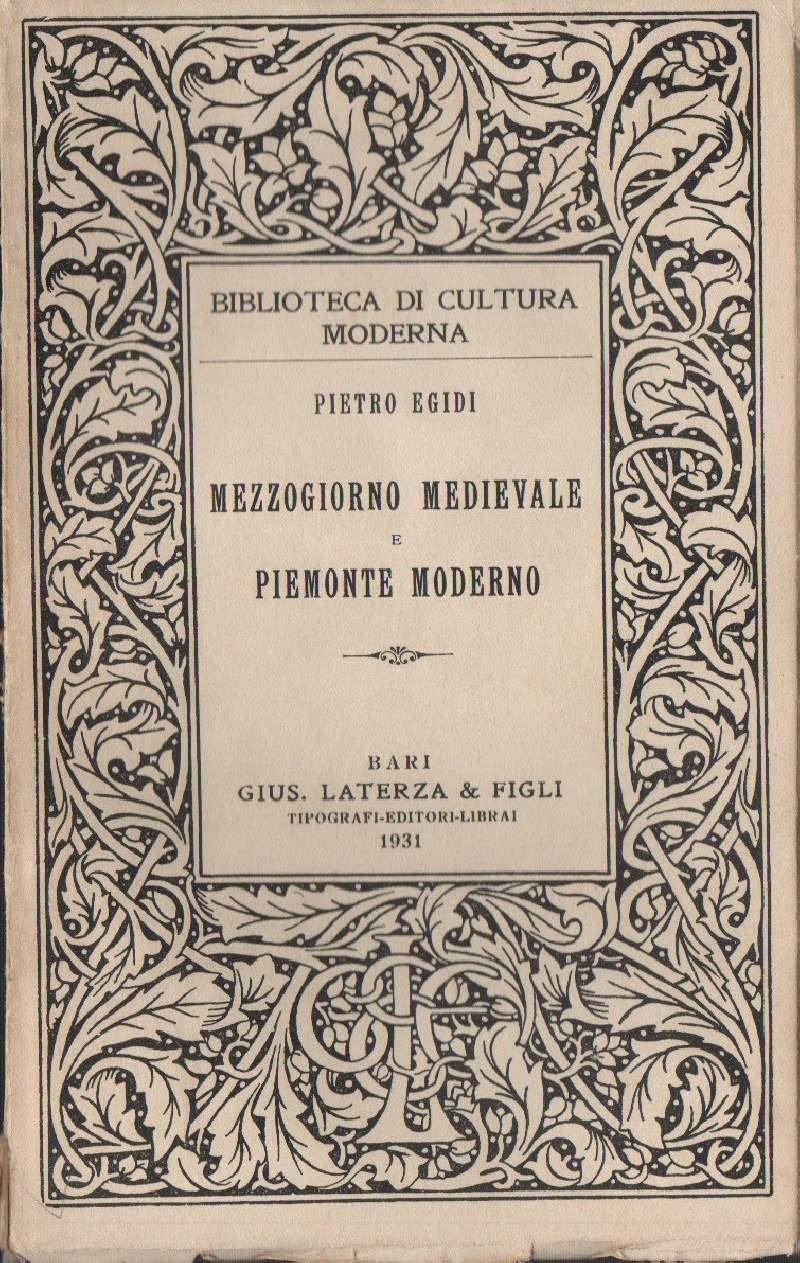 BIBLIOTECA DI CULTURA
MODERNA
PIETRO EGIDI
MEZZOGIORNO MEDIEVALE
E
PIEMONTE MODERNO
BARI
GIUS. LATERZA & FIGLI
TIPOGRAFI-EDITORI-LIBRAI
1931